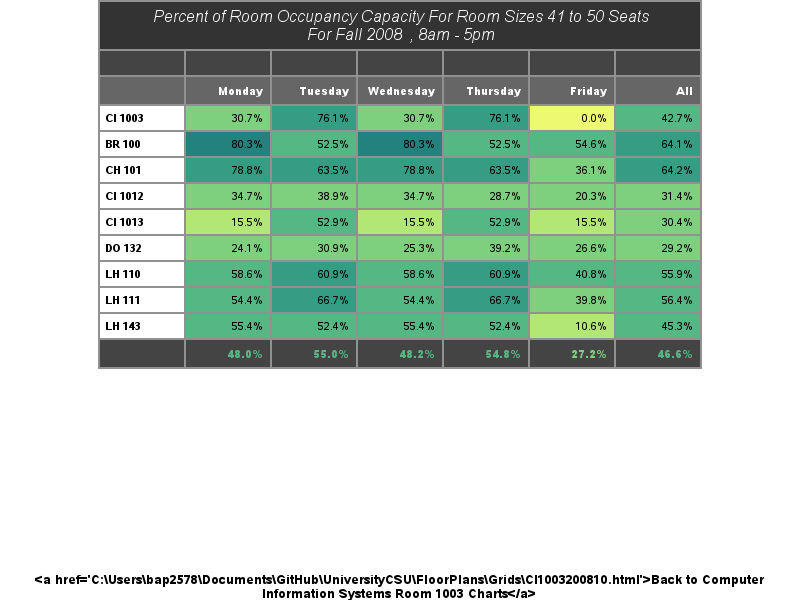 Percent of Room Occupancy Capacity For Room Sizes 41 to 50 Seats
For Fall 2008 , 8am - 5pm
Monday Tuesday Wednesday Thursday Friday All
CI 1003 30.7% 76.1% 30.7% 76.1% 0.0% 42.7%
BR 100 80.3% 52.5% 80.3% 52.5% 54.6% 64.1%
CH 101 78.8% 63.5% 78.8% 63.5% 36.1% 64.2%
CI 1012 34.7% 38.9% 34.7% 28.7% 20.3% 31.4%
CI 1013 15.5% 52.9% 15.5% 52.9% 15.5% 30.4%
DO 132 24.1% 30.9% 25.3% 39.2% 26.6% 29.2%
LH 110 58.6% 60.9% 58.6% 60.9% 40.8% 55.9%
LH 111 54.4% 66.7% 54.4% 66.7% 39.8% 56.4%
LH 143 55.4% 52.4% 55.4% 52.4% 10.6% 45.3%
48.0% 55.0% 48.2% 54.8% 27.2% 46.6%
<a href='C:\Users\bap2578\Documents\GitHub\UniversityCSU\FloorPlans\Grids\CI1003200810.html'>Back to Computer
Information Systems Room 1003 Charts</a>